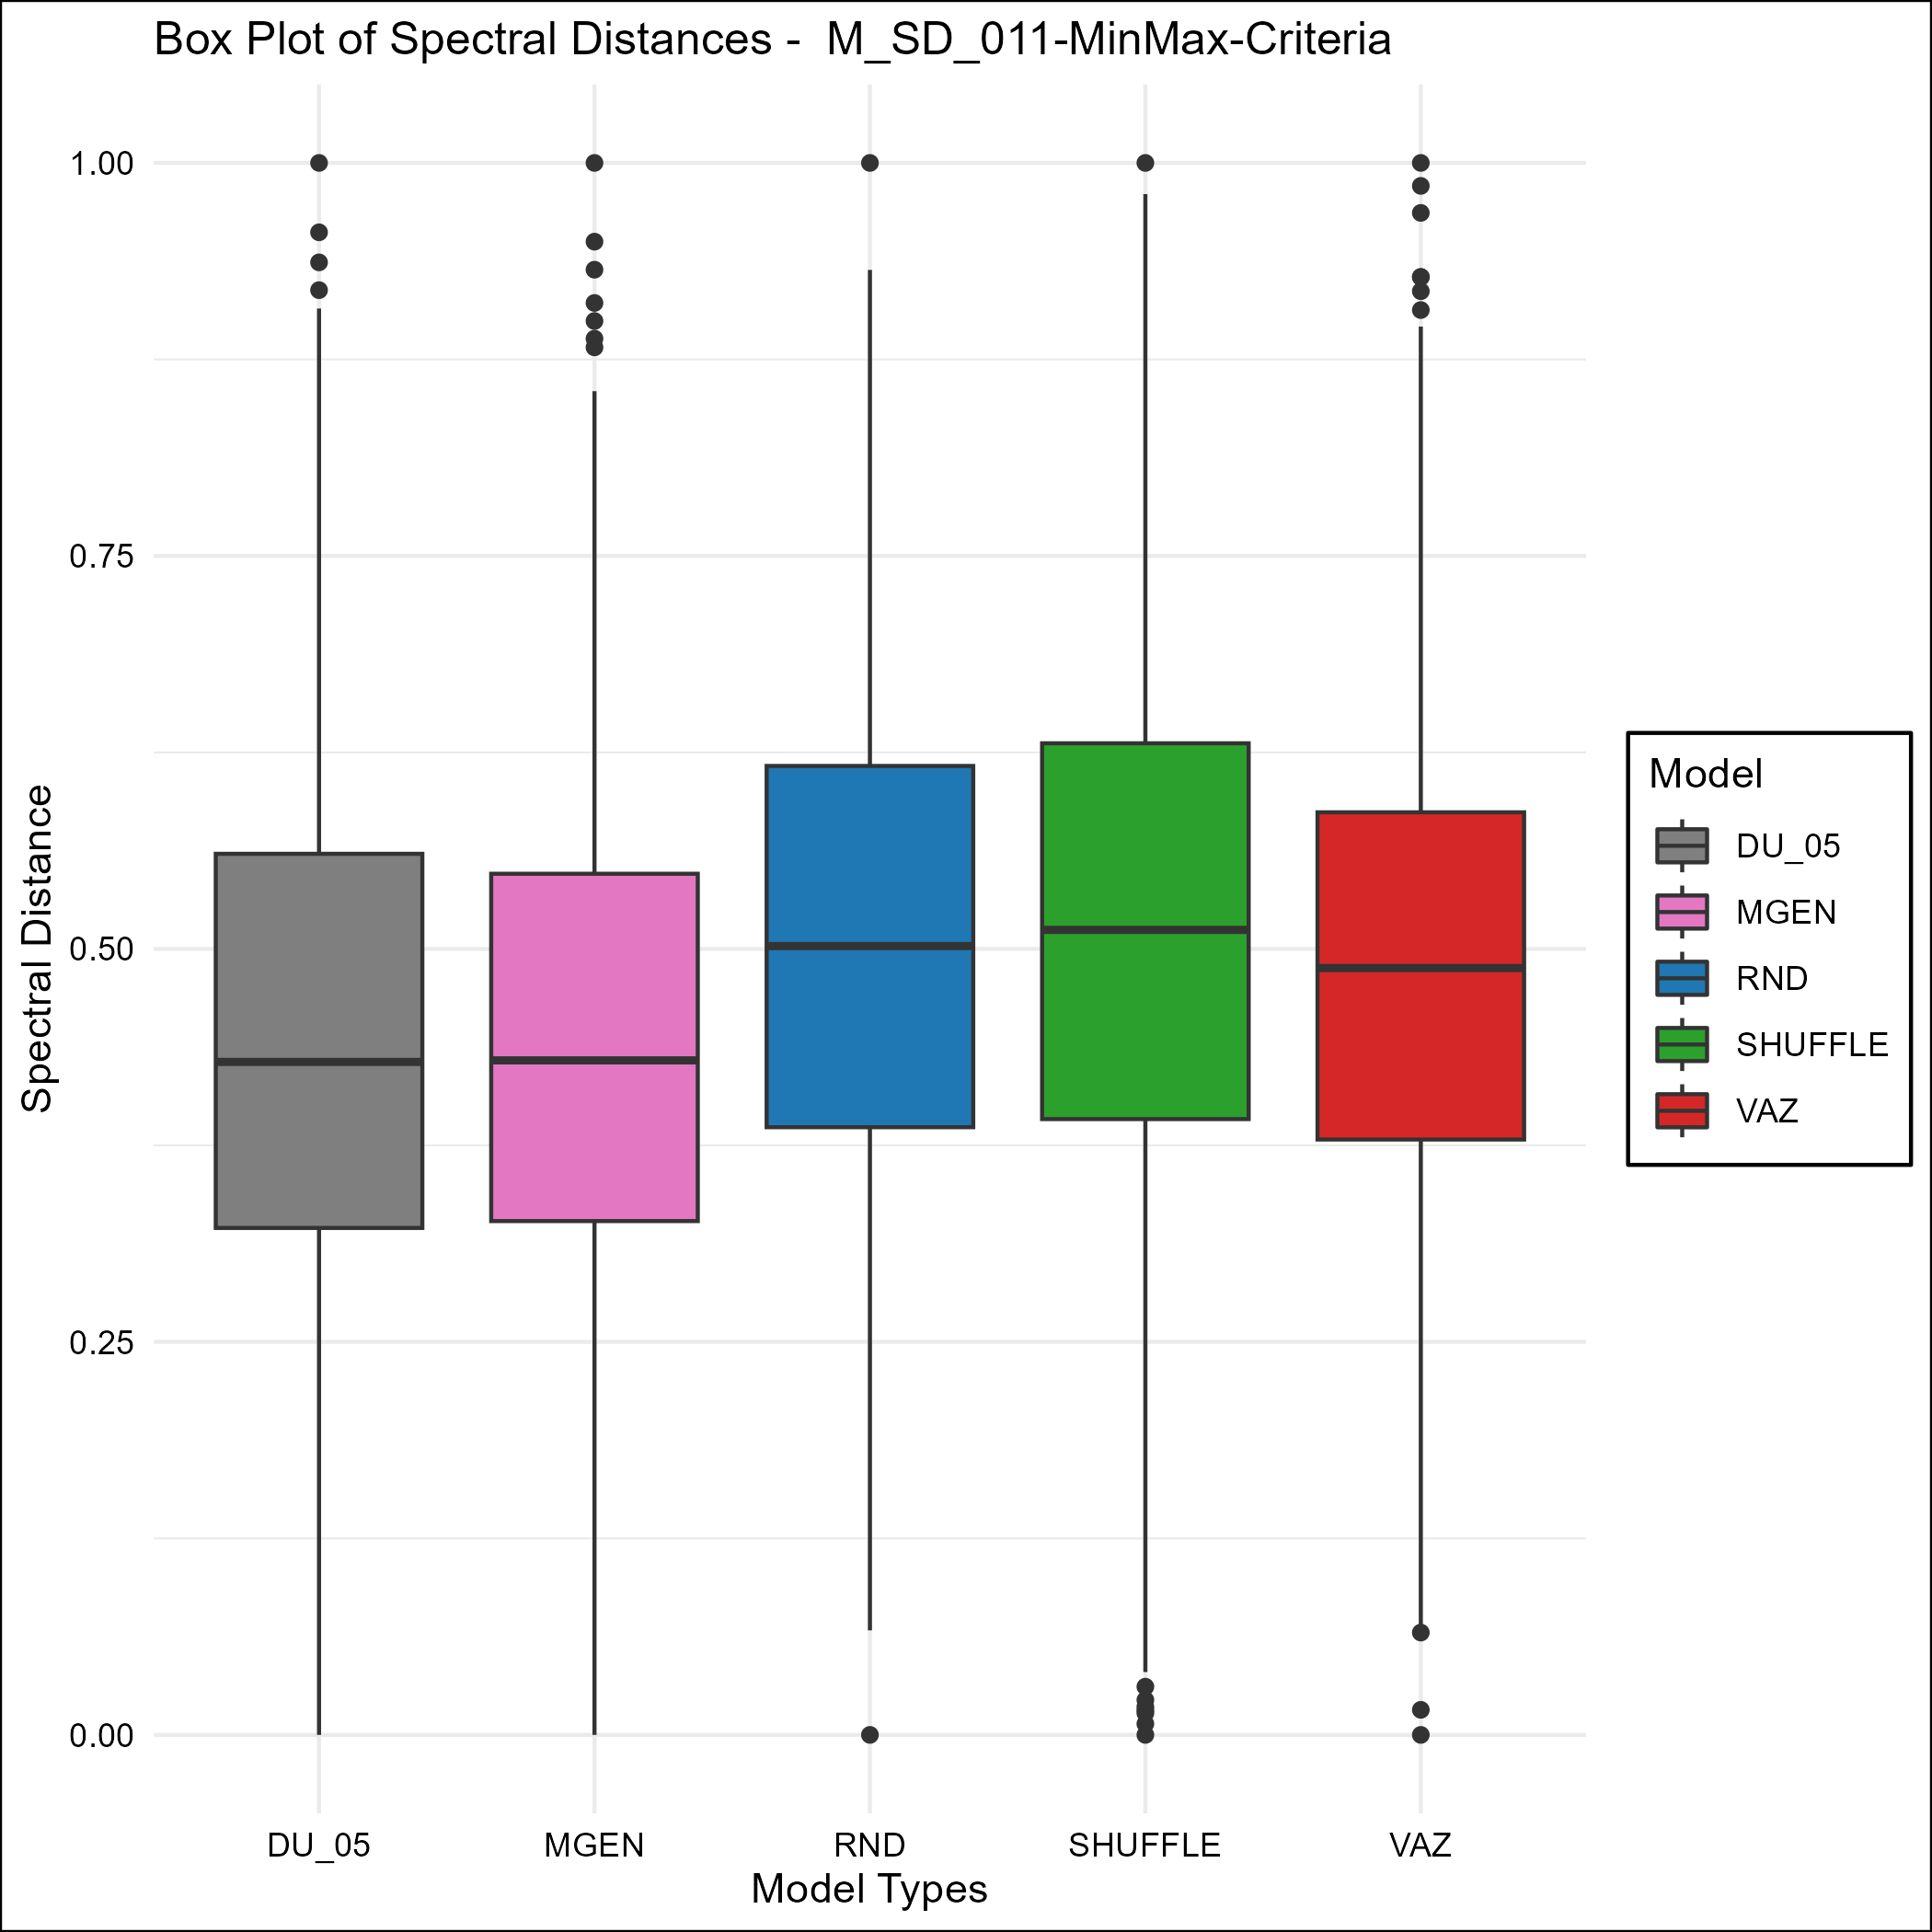 Box Plot of Spectral Distances -  M_SD_011-MinMax-Criteria
1.00
0.75
0.50
0.25
0.00
Spectral Distance
DU_05
MGEN
RND
SHUFFLE
VAZ
Model Types
Model
DU_05
MGEN
RND
SHUFFLE
VAZ